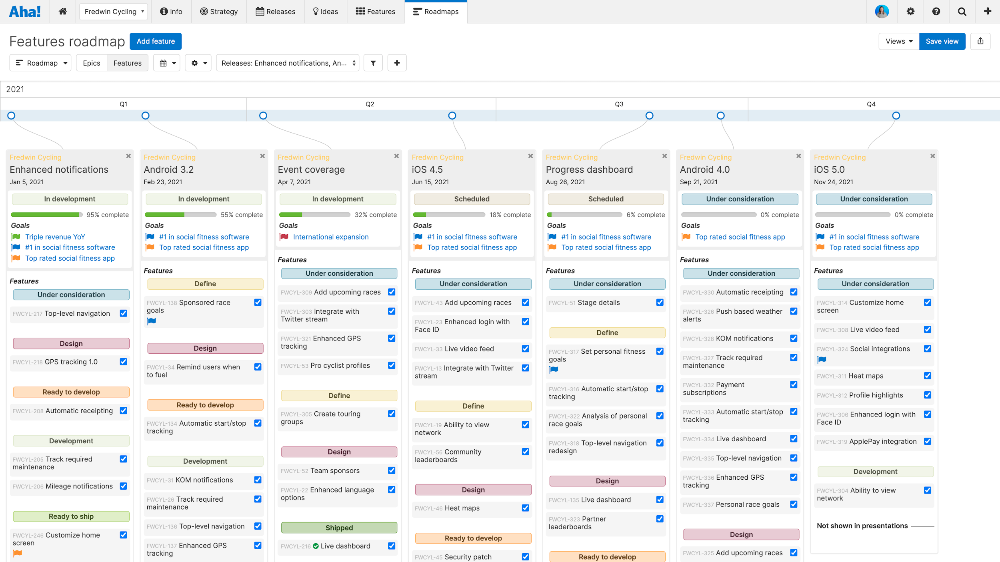 Aha!
Fredwin Cycling
Info
Strategy
Releases
Ideas
Features
Roadmaps
Features roadmap
Add feature
Views
Save view
Roadmap
Epics
Features
Releases: Enhanced notifications, An...
2021
Q1
Q2
Q3
Q4
Fredwin Cycling
Enhanced notifications
Jan 5, 2021
In development
95% complete
Goals
Triple revenue YoY
#1 in social fitness software
Top rated social fitness app
Features
Under consideration
FWCYL-217 Top-level navigation
Design
FWCYL-218 GPS tracking 1.0
Ready to develop
FWCYL-208 Automatic receipting
Development
FWCYL-205 Track required
maintenance
FWCYL-206 Mileage notifications
Ready to ship
FWCYL-246 Customize home
screen
Fredwin Cycling
Android 3.2
Feb 23, 2021
In development
55% complete
Goals
#1 in social fitness software
Top rated social fitness app
Features
Define
FWCYL-138 Sponsored race
goals
Design
FWCYL-34 Remind users when
to fuel
Ready to develop
FWCYL-134 Automatic start/stop
tracking
Development
FWCYL-31 KOM notifications
FWCYL-26 Track required
maintenance
FWCYL-136 Top-level navigation
FWCYL-137 Enhanced GPS
tracking
Fredwin Cycling
Event coverage
Apr 7, 2021
In development
32% complete
Goals
International expansion
Features
Under consideration
FWCYL-309 Add upcoming races
FWCYL-303 Integrate with
Twitter stream
FWCYL-321 Enhanced GPS
tracking
FWCYL-53 Pro cyclist profiles
Define
FWCYL-305 Create touring
groups
Design
FWCYL-52 Team sponsors
FWCYL-22 Enhanced language
options
Shipped
FWCYL-216 Live dashboard
Fredwin Cycling
iOS 4.5
Jun 15, 2021
Scheduled
18% complete
Goals
#1 in social fitness software
Top rated social fitness app
Features
Under consideration
FWCYL-43 Add upcoming races
FWCYL-23 Enhanced login with
Face ID
FWCYL-33 Live video feed
FWCYL-13 Integrate with Twitter
stream
Define
FWCYL-19 Ability to view
network
FWCYL-56 Community
leaderboards
Design
FWCYL-46 Heat maps
Ready to develop
FWCYL-45 Security patch
Fredwin Cycling
Progress dashboard
Aug 26, 2021
Scheduled
6% complete
Goals
#1 in social fitness software
Top rated social fitness app
Features
Under consideration
FWCYL-51 Stage details
Define
FWCYL-317 Set personal fitness
goals
FWCYL-316 Automatic start/stop
tracking
FWCYL-322 Analysis of personal
race goals
FWCYL-318 Top-level navigation
redesign
Design
FWCYL-135 Live dashboard
FWCYL-323 Partner
leaderboards
Ready to develop
Fredwin Cycling
Android 4.0
Sep 21, 2021
Under consideration
0% complete
Goals
Top rated social fitness app
Features
Under consideration
FWCYL-330 Automatic receipting
FWCYL-326 Push based weather
alerts
FWCYL-328 KOM notifications
FWCYL-327 Track required
maintenance
FWCYL-332 Payment
subscriptions
FWCYL-333 Automatic start/stop
tracking
FWCYL-334 Live dashboard
FWCYL-335 Top-level navigation
FWCYL-336 Enhanced GPS
tracking
FWCYL-337 Personal race goals
Design
FWCYL-325 Add upcoming races
Fredwin Cycling
iOS 5.0
Nov 24, 2021
Under consideration
0% complete
Goals
#1 in social fitness software
Top rated social fitness app
Features
Under consideration
FWCYL-314 Customize home
screen
FWCYL-308 Live video feed
FWCYL-324 Social integrations
FWCYL-311 Heat maps
FWCYL-312 Profile highlights
FWCYL-306 Enhanced login with
Face ID
FWCYL-319 ApplePay integration
Development
FWCYL-304 Ability to view
network
Not shown in presentations